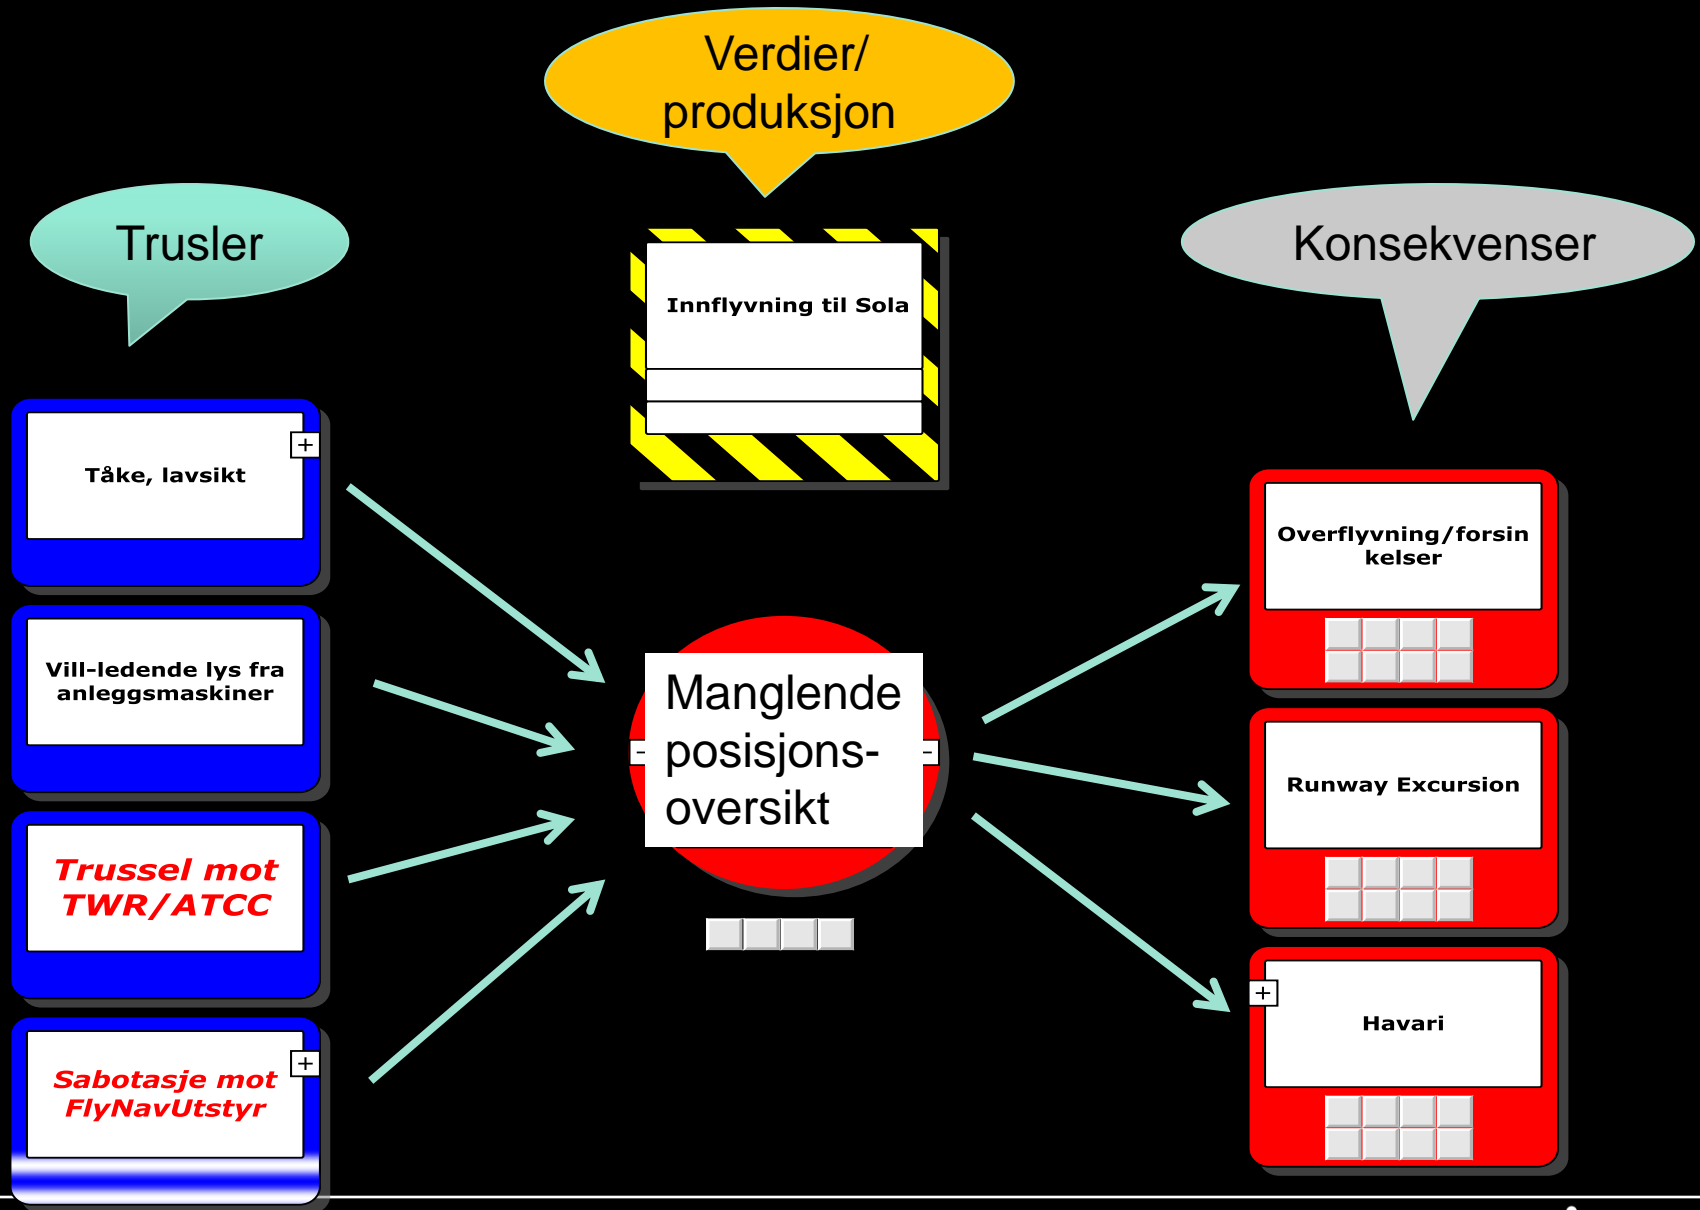 Verdier/
produksjon
Trusler
Konsekvenser
Innflyvning til Sola
Tåke, lavsikt
+
Vill-ledende lys fra
anleggsmaskiner
Trussel mot
TWR/ATCC
Sabotasje mot
FlyNavUtstyr
+
Manglende
posisjons-
oversikt
−
−
Overflyvning/forsin
kelser
Runway Excursion
Havari
+